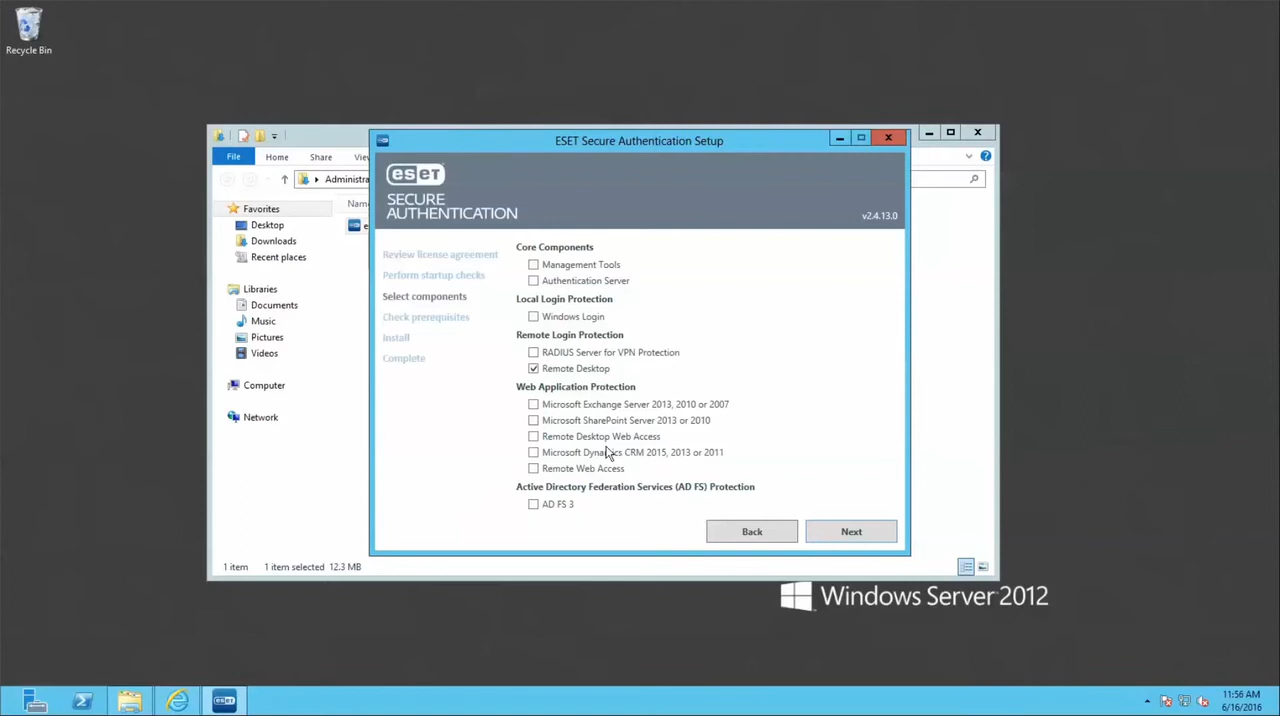 Recycle Bin
ESET Secure Authentication Setup
File
Home
Share
Administra
Nam
e
Favorites
Desktop
Downloads
Recent places
Libraries
Documents
Music
Pictures
Videos
Computer
Network
eseT
SECURE
AUTHENTICATION
v2.4.13.0
Review license agreement
Perform startup checks
Select components
Check prerequisites
Install
Complete
Core Components
Management Tools
Authentication Server
Local Login Protection
Windows Login
Remote Login Protection
RADIUS Server for VPN Protection
Remote Desktop
Web Application Protection
Microsoft Exchange Server 2013, 2010 or 2007
Microsoft SharePoint Server 2013 or 2010
Remote Desktop Web Access
Microsoft Dynamics CRM 2015, 2013 or 2011
Remote Web Access
Active Directory Federation Services (AD FS) Protection
AD FS 3
Back
Next
1 item
1 item selected 12.3 MB
Windows Server 2012
eseT
11:56 AM
6/16/2016